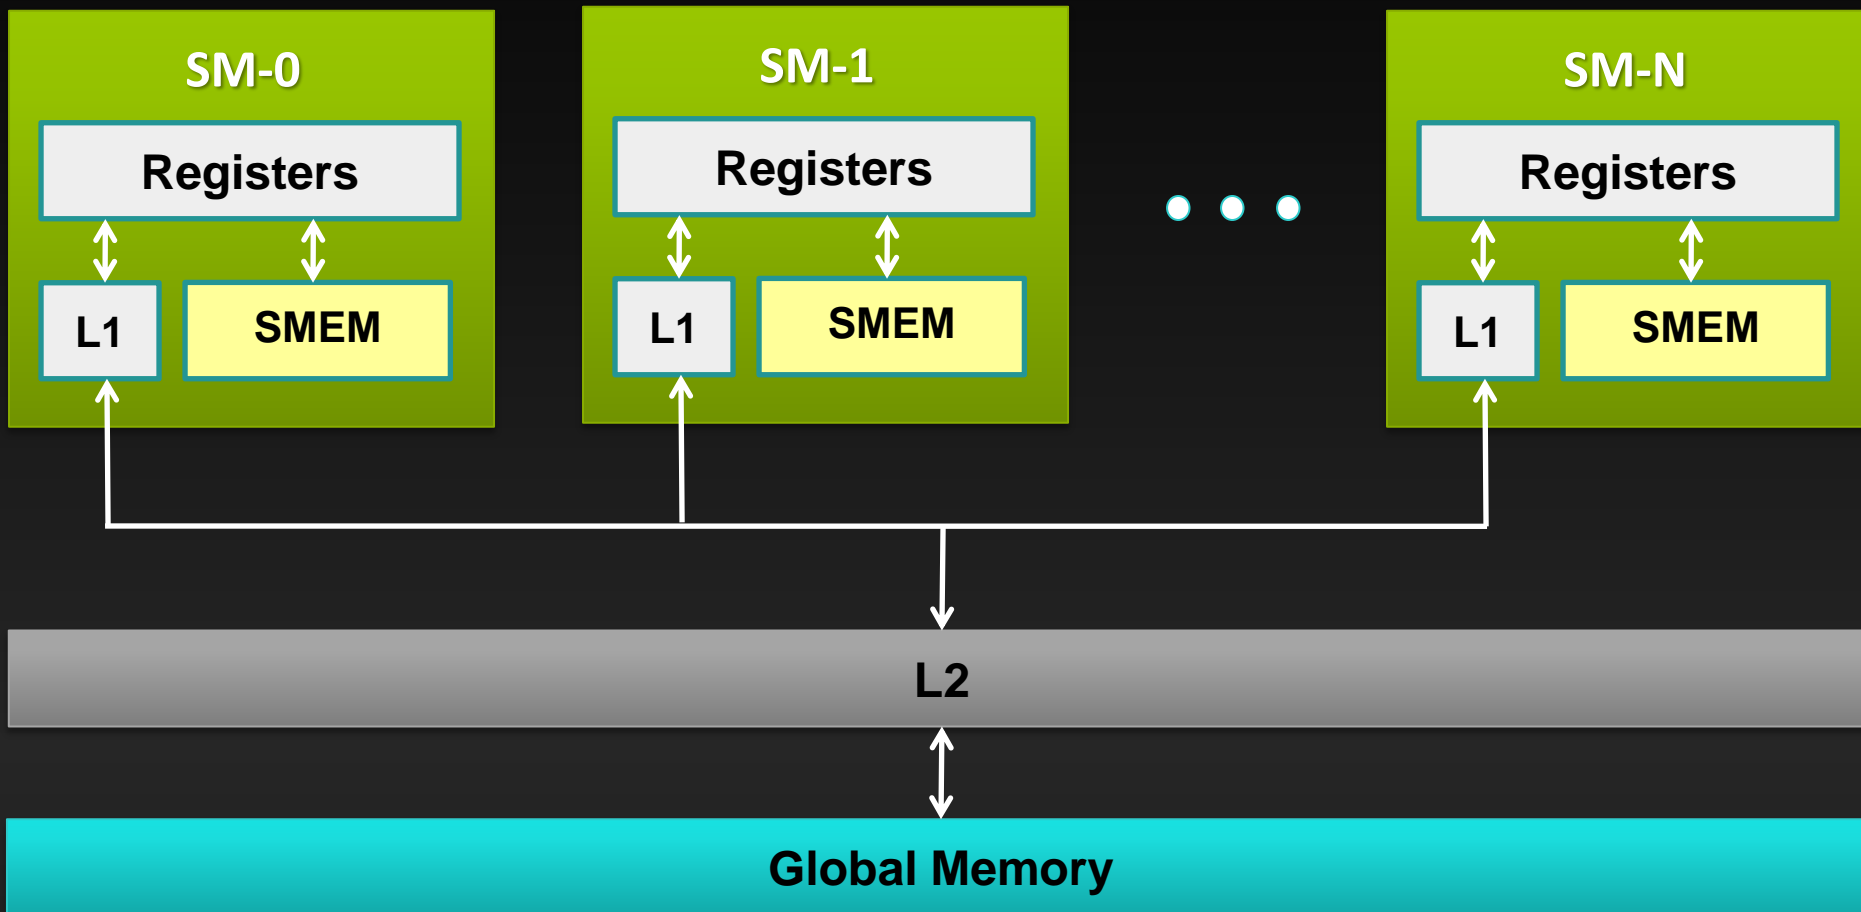 SM-0
Registers
L1
SMEM
SM-1
Registers
L1
SMEM
SM-N
Registers
L1
SMEM
L2
Global Memory